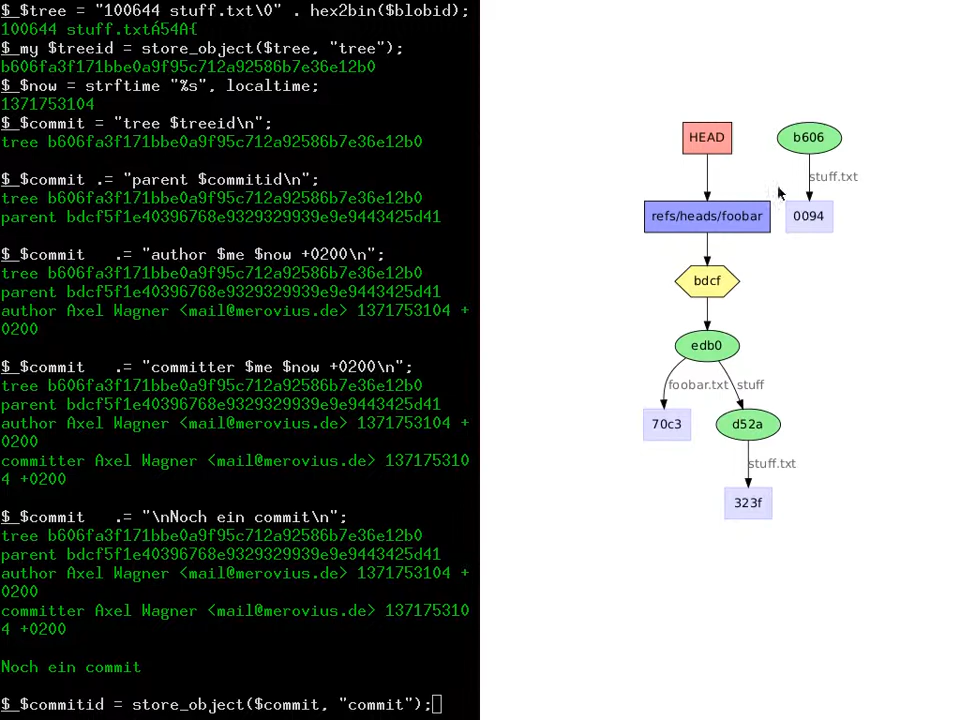 $ $tree = "100644 stuff.txt\0" . hex2bin($blobid);
100644 stuff.txtÁ54A{
$ my $treeid = store_object($tree, "tree");
b606fa3f171bbe0a9f95c712a92586b7e36e12b0
$ $now = strftime "%s", localtime;
1371753104
$ $commit = "tree $treeid\n";
tree b606fa3f171bbe0a9f95c712a92586b7e36e12b0
$ $commit .= "parent $commitid\n";
tree b606fa3f171bbe0a9f95c712a92586b7e36e12b0
parent bdcf5f1e40396768e9329329939e9e9443425d41
$ $commit   .= "author $me $now +0200\n";
tree b606fa3f171bbe0a9f95c712a92586b7e36e12b0
parent bdcf5f1e40396768e9329329939e9e9443425d41
author Axel Wagner <mail@merovius.de> 1371753104 +
0200
$ $commit   .= "committer $me $now +0200\n";
tree b606fa3f171bbe0a9f95c712a92586b7e36e12b0
parent bdcf5f1e40396768e9329329939e9e9443425d41
author Axel Wagner <mail@merovius.de> 1371753104 +
0200
committer Axel Wagner <mail@merovius.de> 137175310
4 +0200
$ $commit   .= "\nNoch ein commit\n";
tree b606fa3f171bbe0a9f95c712a92586b7e36e12b0
parent bdcf5f1e40396768e9329329939e9e9443425d41
author Axel Wagner <mail@merovius.de> 1371753104 +
0200
committer Axel Wagner <mail@merovius.de> 137175310
4 +0200
Noch ein commit
$ $commitid = store_object($commit, "commit");
HEAD
b606
stuff.txt
refs/heads/foobar
0094
bdcf
edb0
foobar.txt
stuff
70c3
d52a
stuff.txt
323f